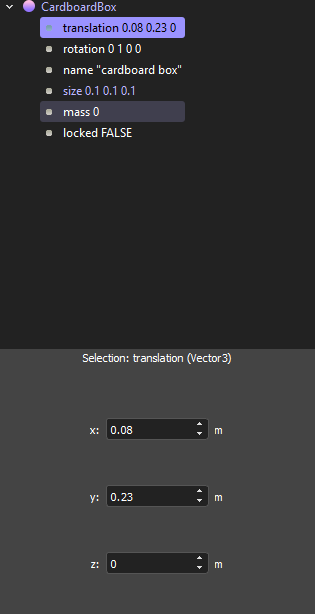 CardboardBox
translation 0.08 0.23 0
rotation 0 1 0 0
name "cardboard box"
size 0.1 0.1 0.1
mass 0
locked FALSE
Selection: translation (Vector3)
x: 0.08 m
y: 0.23 m
z: 0 m